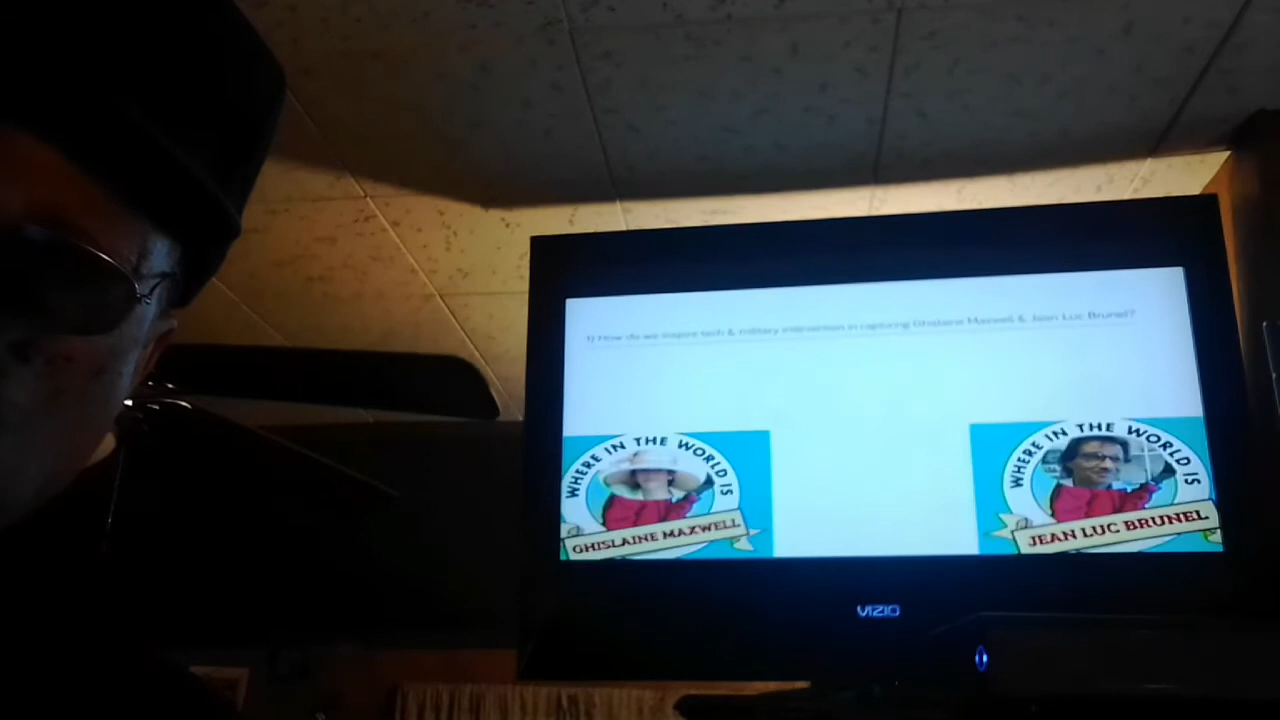 1) How do we inspire tech & military intervention in capturing Ghislaine Maxwell & Jean Luc Brunel?
WHERE IN THE WORLD IS
GHISLAINE MAXWELL
WHERE IN THE WORLD IS
JEAN LUC BRUNEL
VIZIO